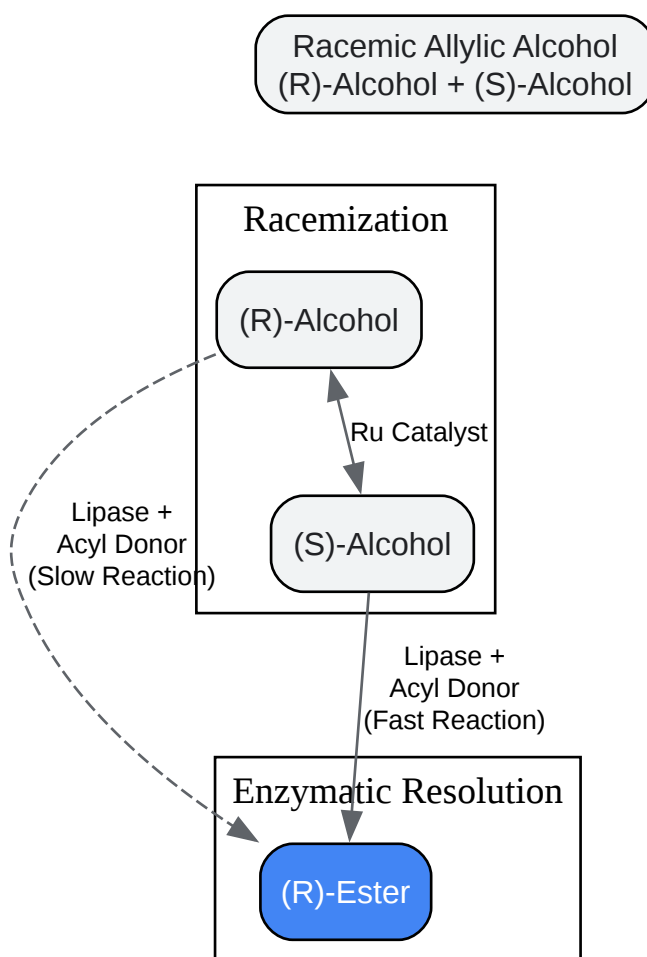 Racemic Allylic Alcohol
(R)-Alcohol + (S)-Alcohol
Racemization
(R)-Alcohol
Ru Catalyst
Lipase +
Acyl Donor
(Slow Reaction)
(S)-Alcohol
Lipase +
Acyl Donor
(Fast Reaction)
Enzymatic Resolution
(R)-Ester